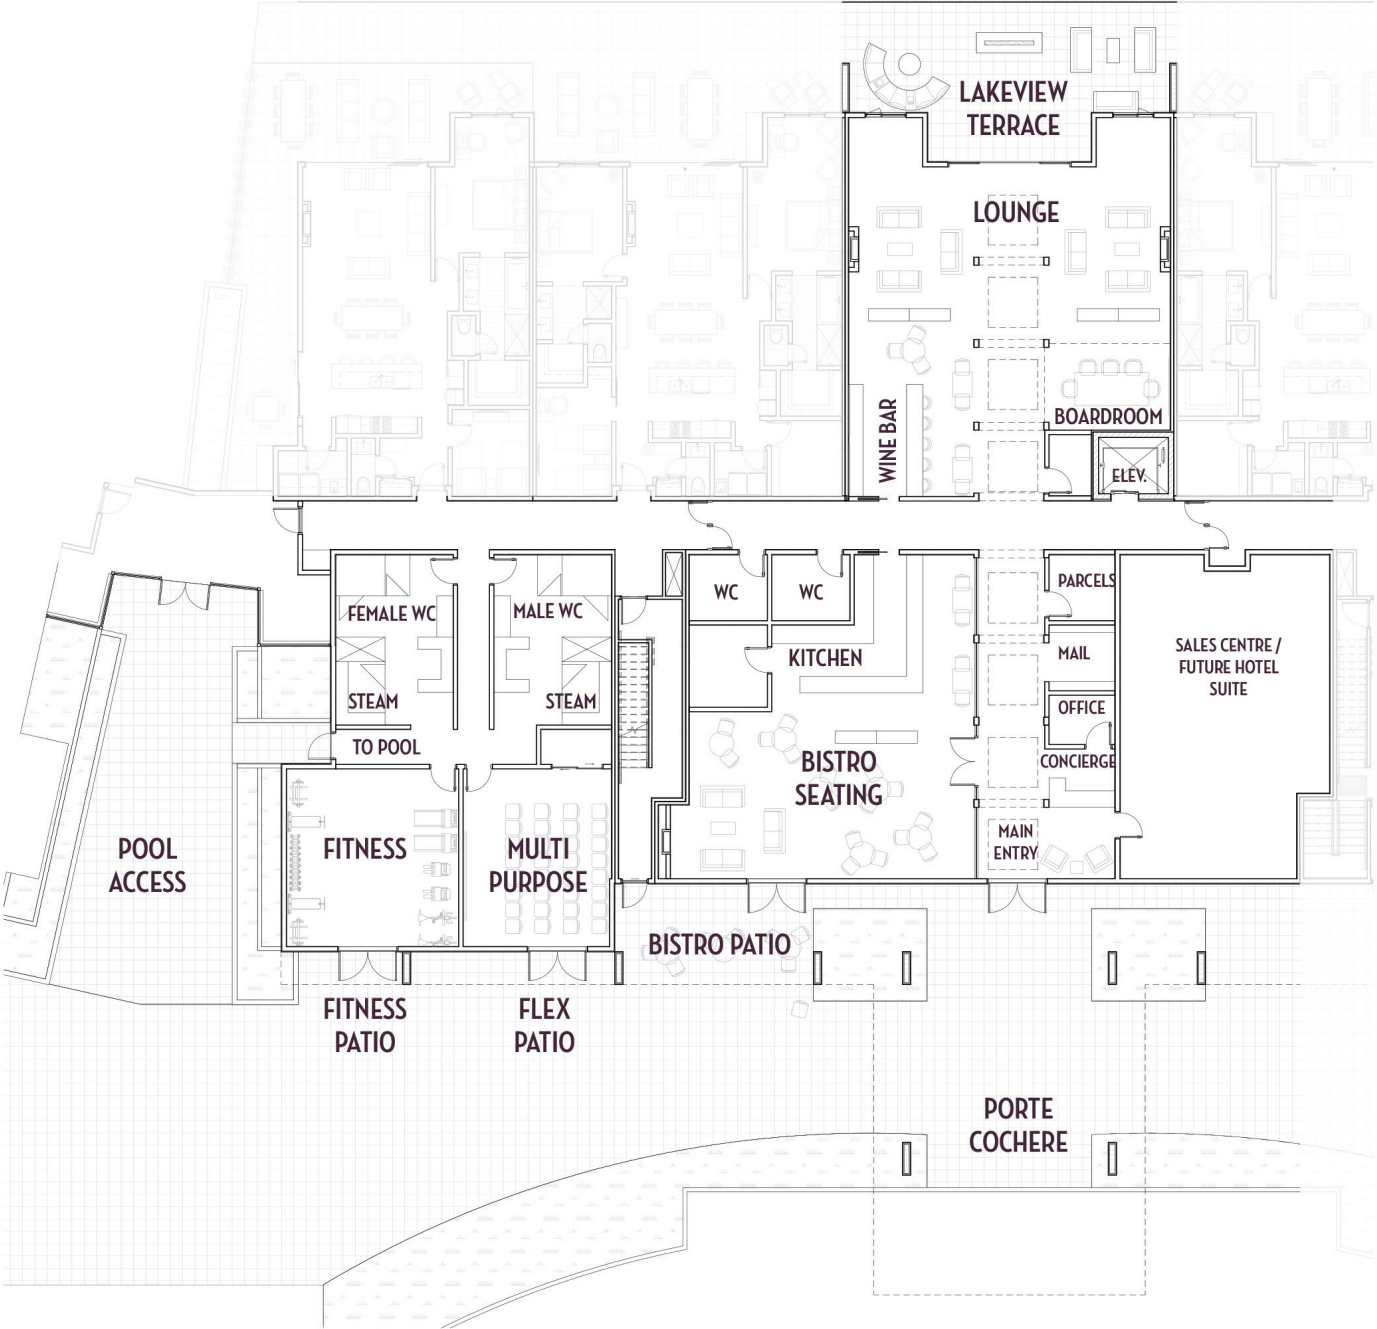 LAKEVIEW
TERRACE
LOUNGE
WINE BAR
BOARDROOM
ELEV.
FEMALE WC
MALE WC
WC
WC
PARCELS
KITCHEN
MAIL
SALES CENTRE /
FUTURE HOTEL
SUITE
STEAM
STEAM
OFFICE
TO POOL
BISTRO
SEATING
CONCIERGE
POOL
ACCESS
FITNESS
MULTI
PURPOSE
MAIN
ENTRY
BISTRO PATIO
FITNESS
PATIO
FLEX
PATIO
PORTE
COCHERE